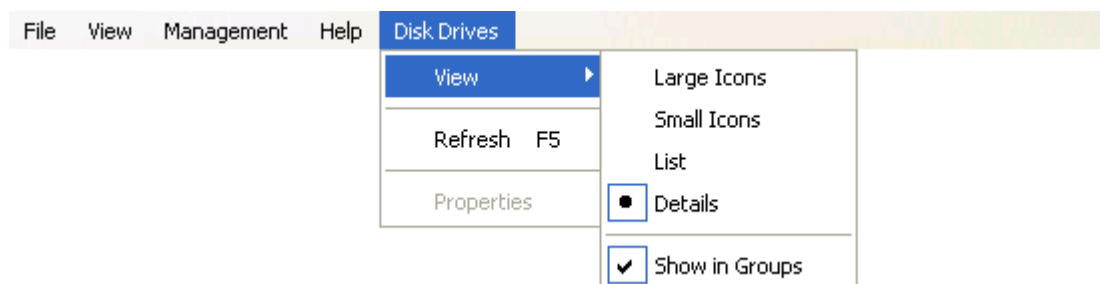 File View Management Help Disk Drives
View
Refresh F5
Properties
Large Icons
Small Icons
List
Details
Show in Groups